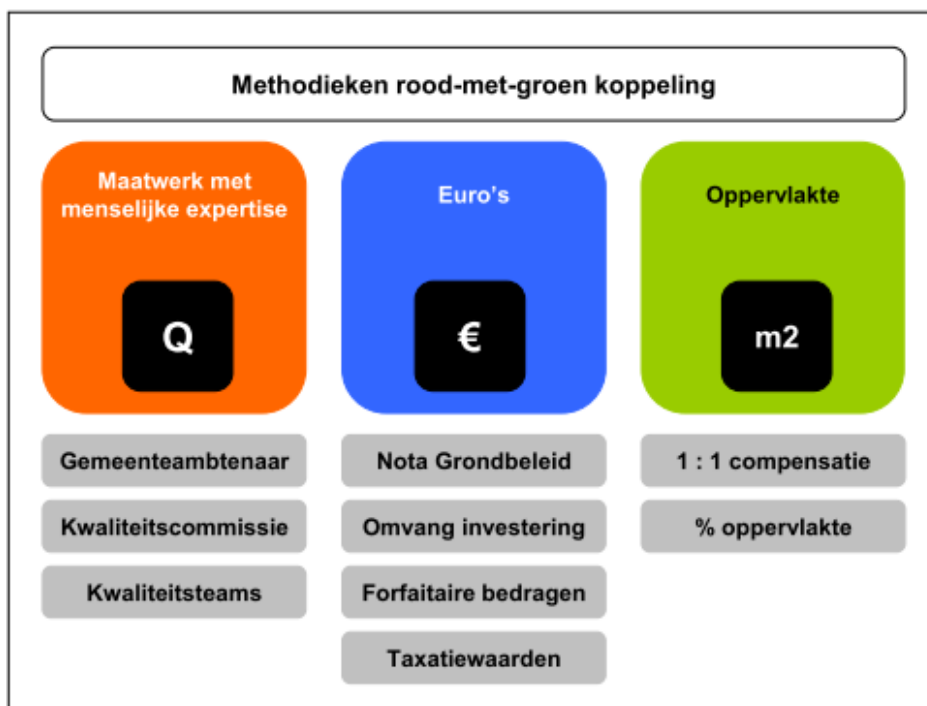 Methodieken rood-met-groen koppeling
Maatwerk met
menselijke expertise
Q
Gemeenteambtenaar
Kwaliteitscommissie
Kwaliteitsteams
Euro's
€
Nota Grondbeleid
Omvang investering
Forfaitaire bedragen
Taxatiewaarden
Oppervlakte
m2
1 : 1 compensatie
% oppervlakte